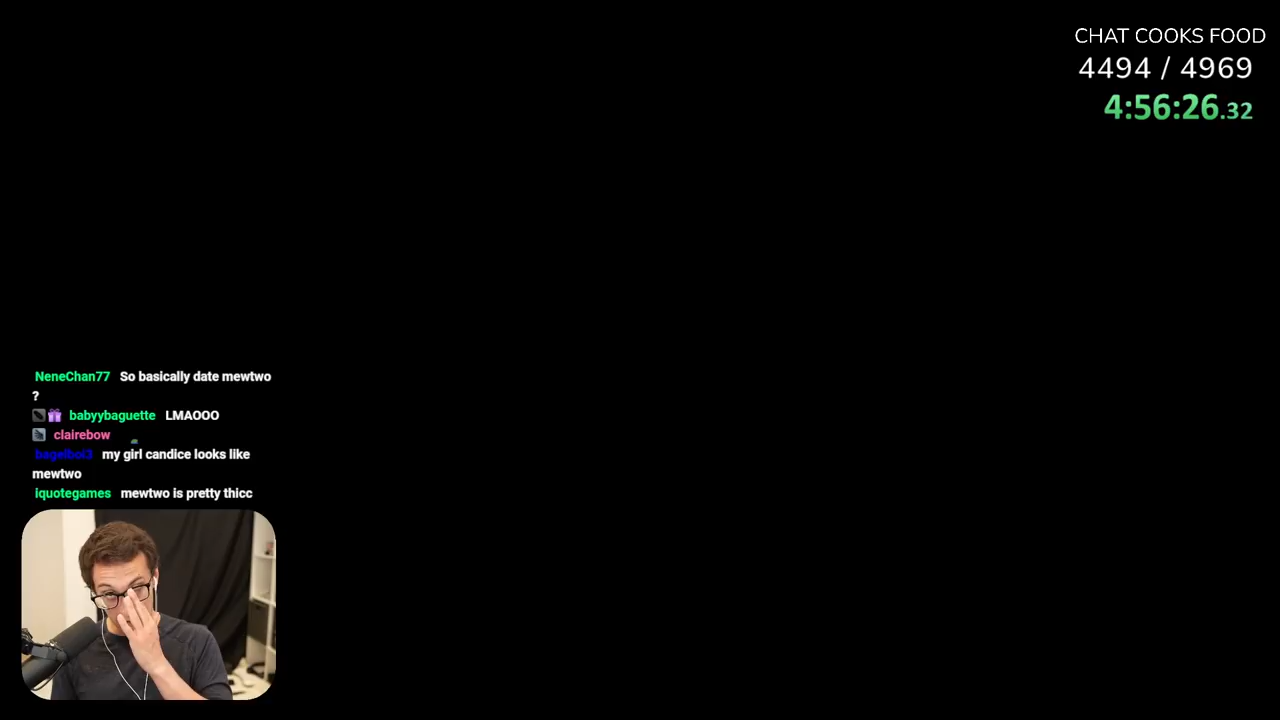 CHAT COOKS FOOD
4494 / 4969
4:56:26.32
NeneChan77 So basically date mewtwo
?
babyybaguette LMAOOO
clairebow
bagelboi3 my girl candice looks like
mewtwo
iquotegames mewtwo is pretty thicc